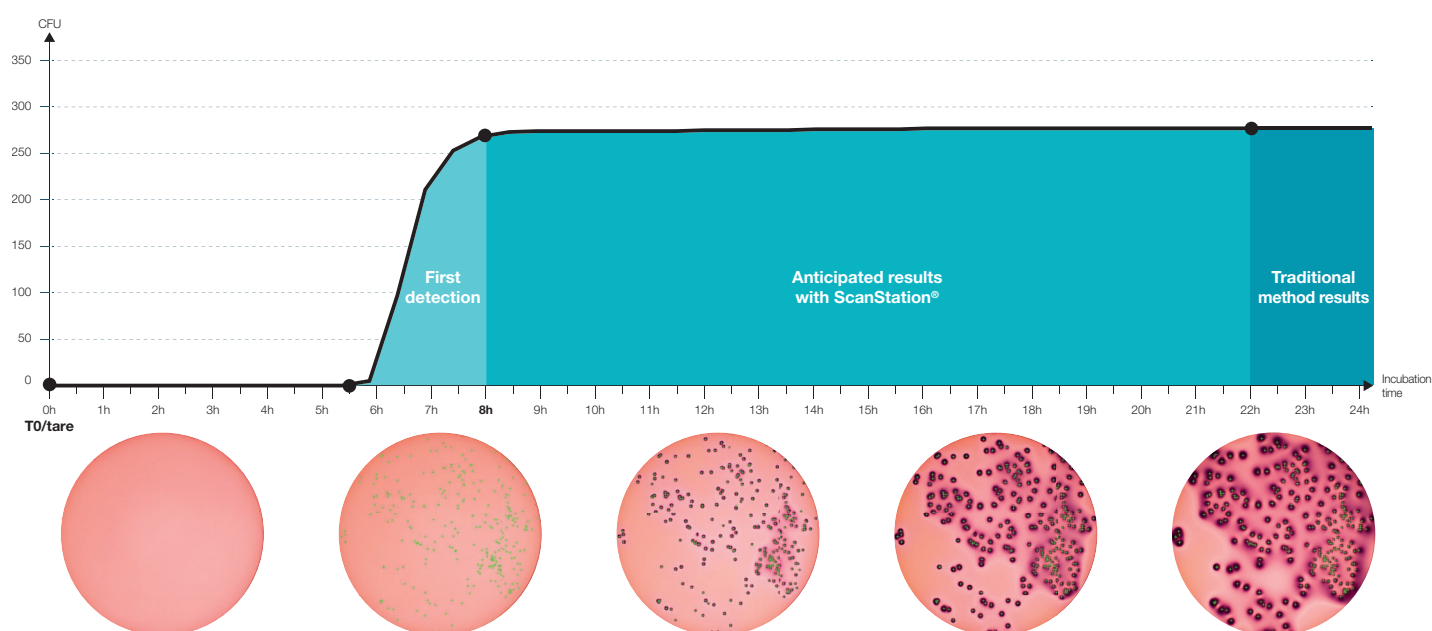 CFU
350
300
250
200
150
100
50
0
First
detection
Anticipated results
with ScanStation®
Traditional
method results
Incubation
time
0h 1h 2h 3h 4h 5h 6h 7h 8h 9h 10h 11h 12h 13h 14h 15h 16h 17h 18h 19h 20h 21h 22h 23h 24h
T0/tare